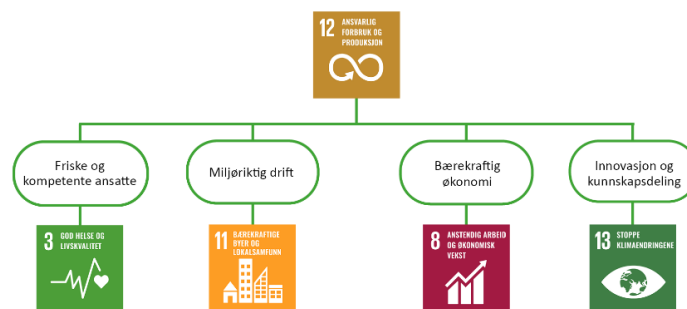 12 ANSVARLIG
FORBRUK OG
PRODUKSJON
Friske og
kompetente ansatte
Miljøriktig drift
Bærekraftig
økonomi
Innovasjon og
kunnskapsdeling
3 GOD HELSE OG
LIVSKVALITET
11 BÆREKRAFTIGE
BYER OG
LOKALSAMFUNN
8 ANSTENDIG ARBEID
OG ØKONOMISK
VEKST
13 STOPPE
KLIMAENDRINGENE